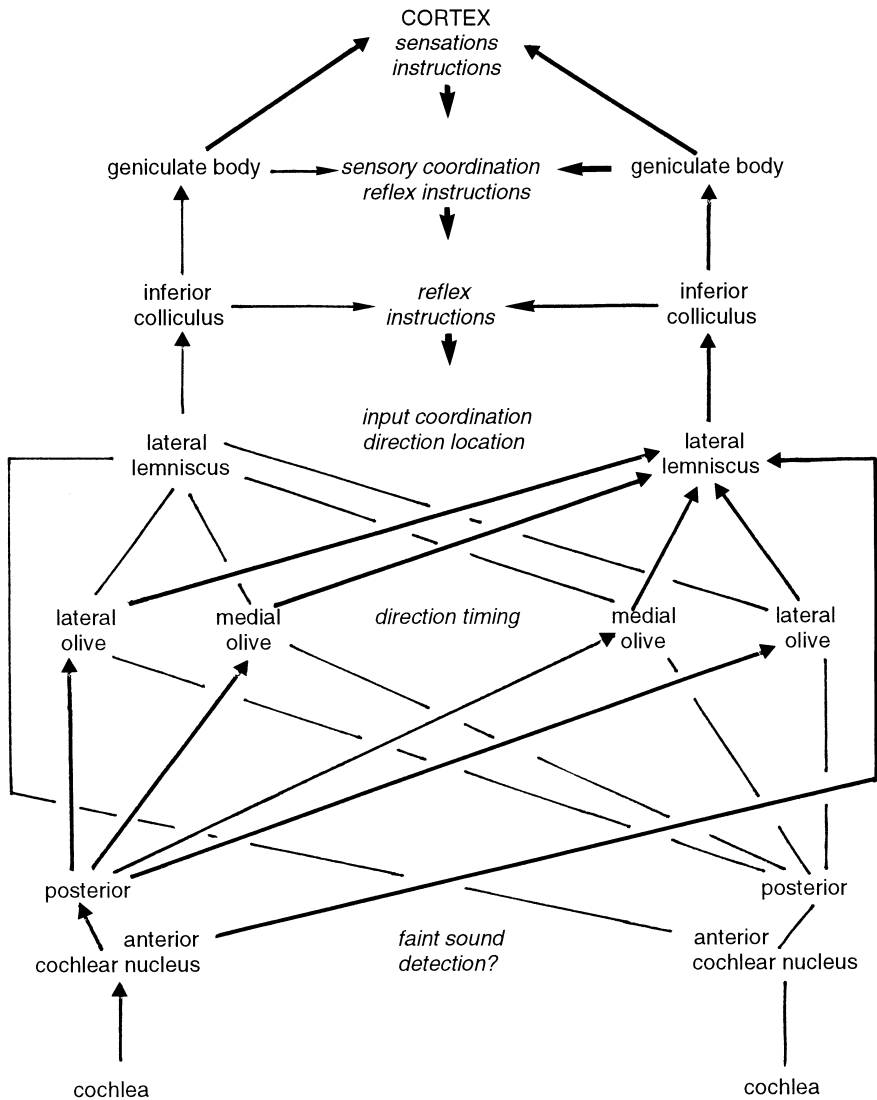 CORTEX
sensations
instructions
geniculate body
sensory coordination
reflex instructions
geniculate body
inferior
colliculus
reflex
instructions
inferior
colliculus
input coordination
direction location
lateral
lemniscus
lateral
lemniscus
lateral
olive
medial
olive
direction timing
medial
olive
lateral
olive
posterior
posterior
anterior
cochlear nucleus
faint sound
detection?
anterior
cochlear nucleus
cochlea
cochlea